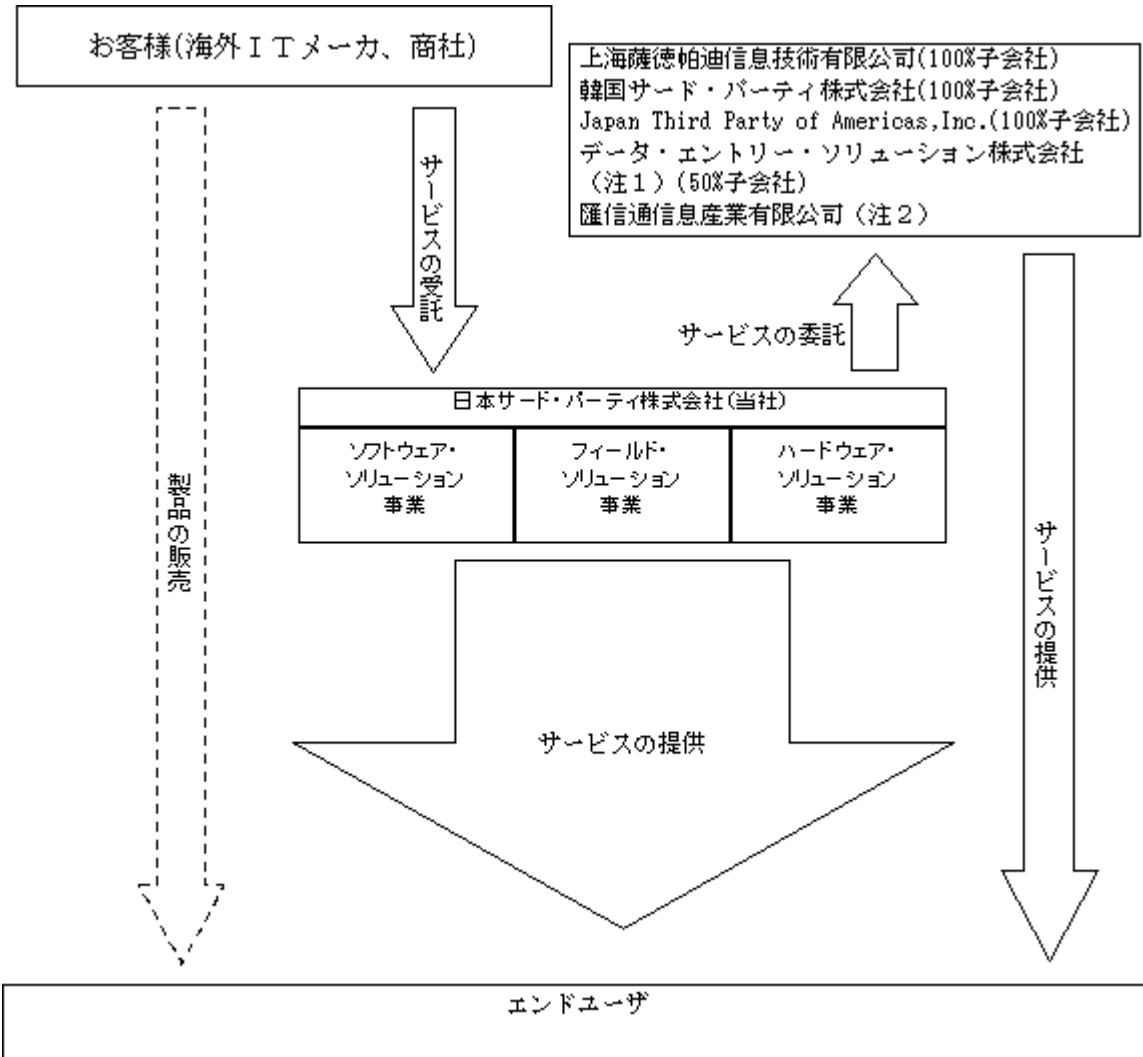 お客様(海外ＩＴメーカ、商社)
上海薩徳帕迪信息技術有限公司(100%子会社)
韓国サード・パーティ株式会社(100%子会社)
Japan Third Party of Americas,Inc.(100%子会社)
データ・エントリー・ソリューション株式会社
（注１）(50%子会社)
匯信通信息産業有限公司（注２）
サービスの受託
サービスの委託
日本サード・パーティ株式会社(当社)
ソフトウェア・
ソリューション
事業
フィールド・
ソリューション
事業
ハードウェア・
ソリューション
事業
製品の販売
サービスの提供
サービスの提供
エンドユーザ